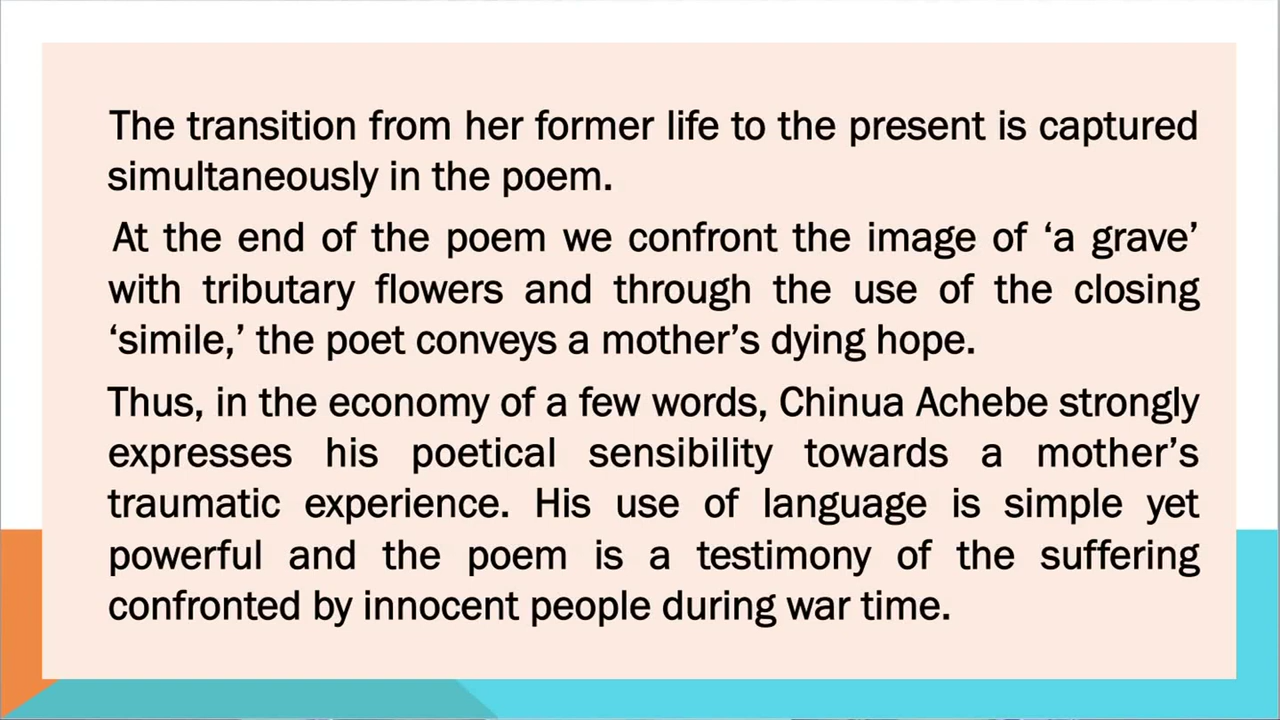 The transition from her former life to the present is captured
simultaneously in the poem.
At the end of the poem we confront the image of ‘a grave’
with tributary flowers and through the use of the closing
‘simile,’ the poet conveys a mother’s dying hope.
Thus, in the economy of a few words, Chinua Achebe strongly
expresses his poetical sensibility towards a mother’s
traumatic experience. His use of language is simple yet
powerful and the poem is a testimony of the suffering
confronted by innocent people during war time.